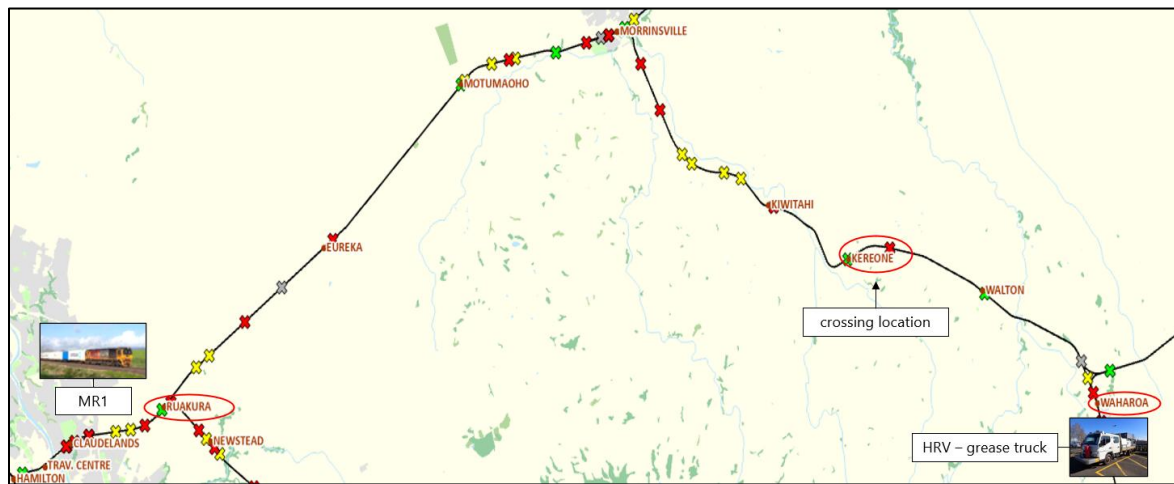 MORRINSVILLE
MOTUMAOHO
KIWITAHI
EUREKA
KEREONE
WALTON
crossing location
MR1
RUAKURA
WAHAROA
CLAUDELANDS
NEWSTEAD
HRV – grease truck
TRAV. CENTRE
HAMILTON